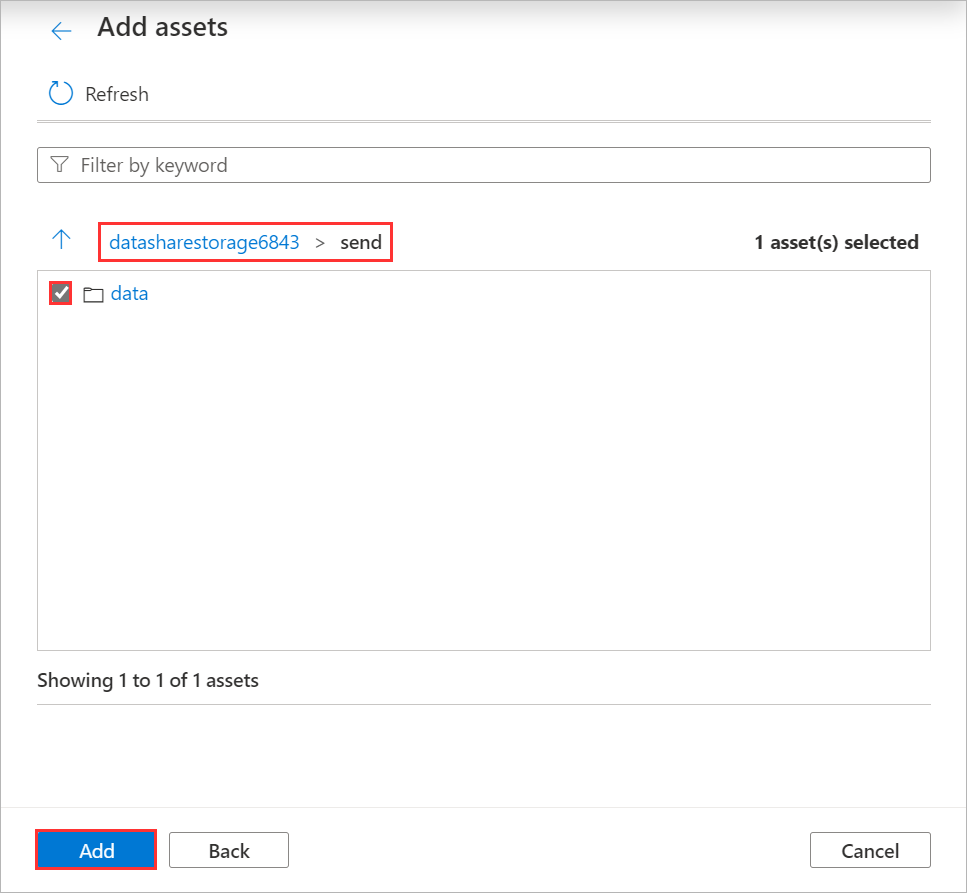 Add assets
Refresh
Filter by keyword
datasharestorage6843 > send
1 asset(s) selected
data
Showing 1 to 1 of 1 assets
Add
Back
Cancel